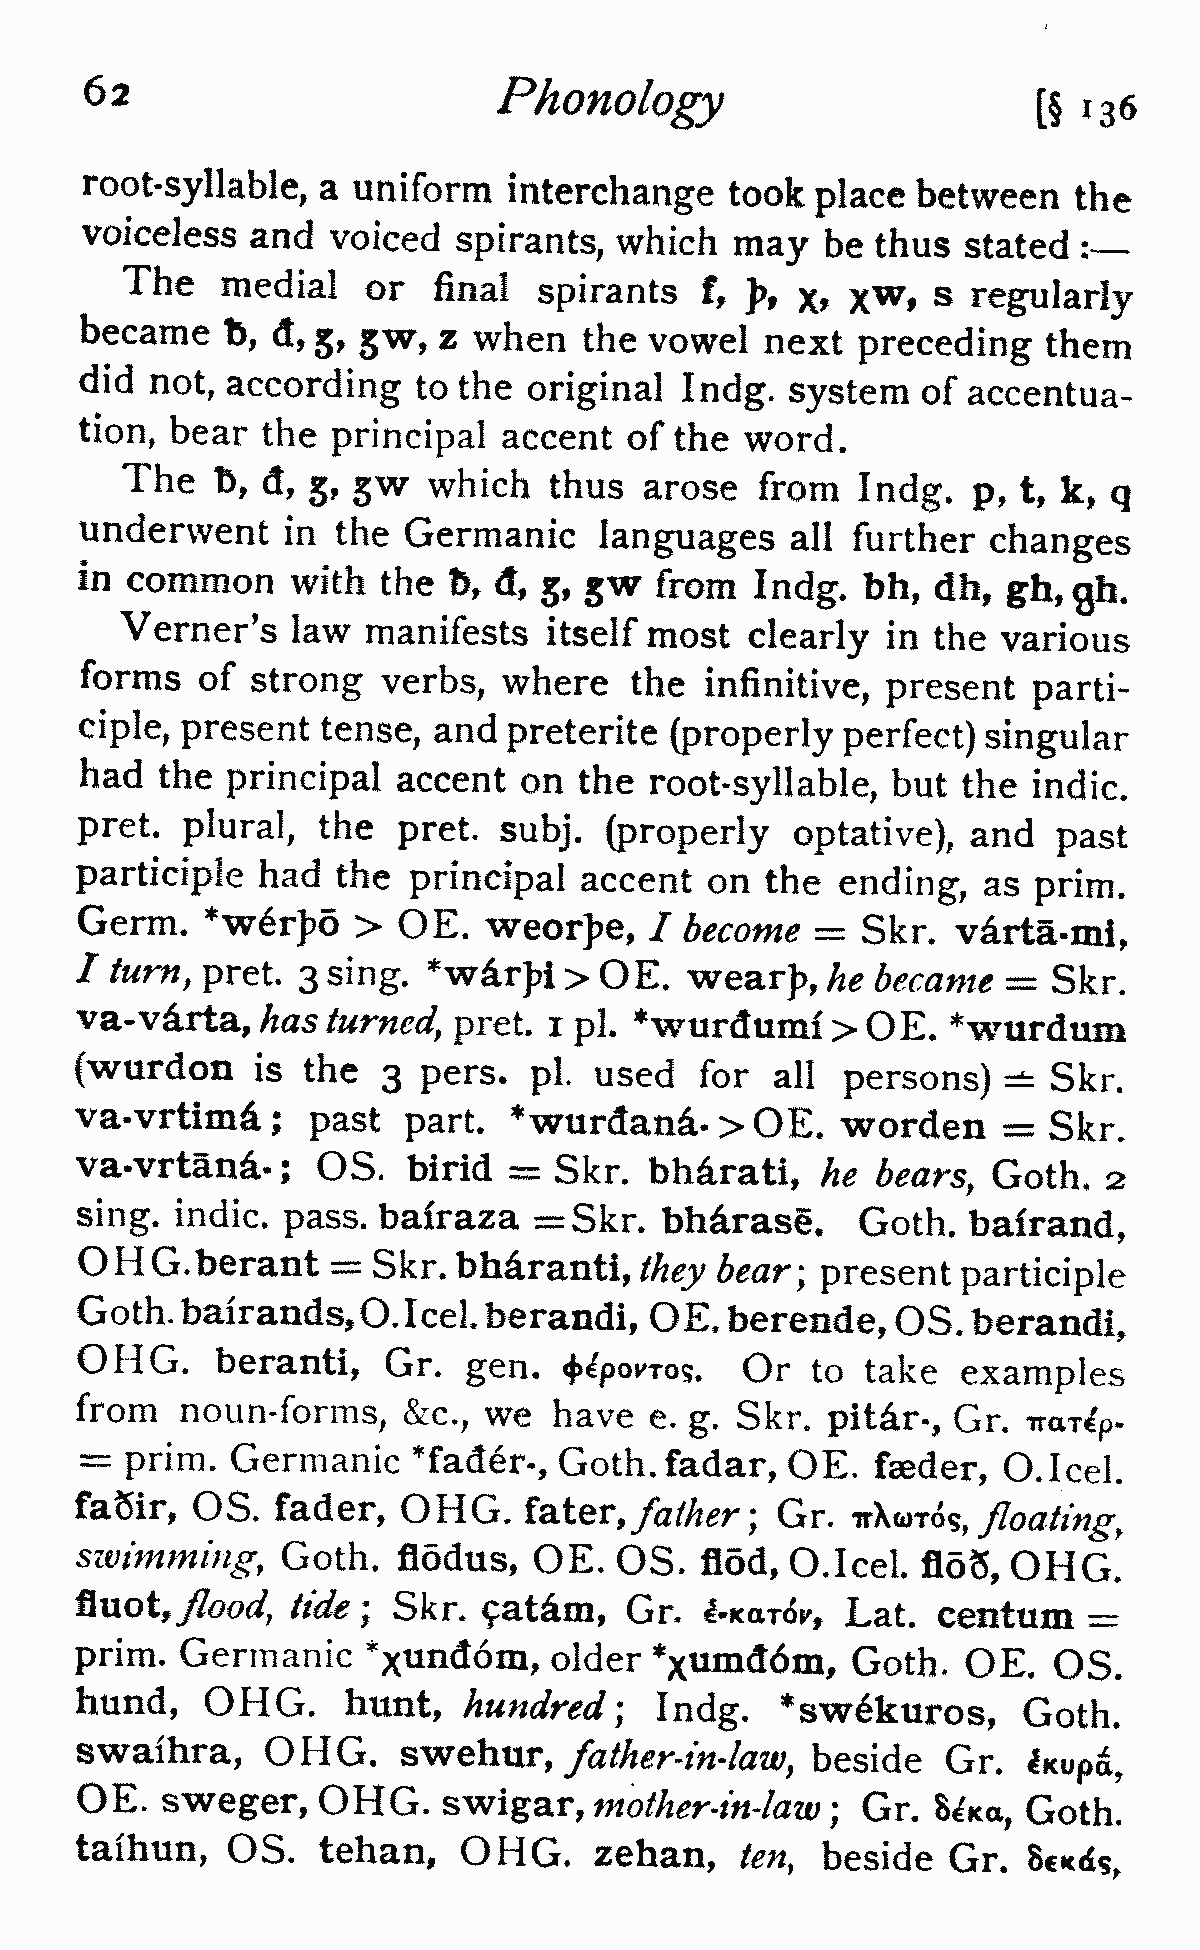 62 Phonology [§ 136
root-syllable, a uniform interchange took place between the
voiceless and voiced spirants, which may be thus stated :—
The medial or final spirants f, þ, χ, χw, s regularly
became ƀ, đ, ʒ, ʒw, z when the vowel next preceding them
did not, according to the original Indg. system of accentua-
tion, bear the principal accent of the word.
The ƀ, đ, ʒ, ʒw which thus arose from Indg. p, t, k, q
underwent in the Germanic languages all further changes
in common with the ƀ, đ, ʒ, ʒw from Indg. bh, dh, gh, gh.
Verner's law manifests itself most clearly in the various
forms of strong verbs, where the infinitive, present parti-
ciple, present tense, and preterite (properly perfect) singular
had the principal accent on the root-syllable, but the indic.
pret. plural, the pret. subj. (properly optative), and past
participle had the principal accent on the ending, as prim.
Germ. *wérþō > OE. weorþe, I become = Skr. vártā-mi,
I turn, pret. 3 sing. *wárþi > OE. wearþ, he became = Skr.
va-várta, has turned, pret. 1 pl. *wurđumí > OE. *wurdum
(wurdon is the 3 pers. pl. used for all persons) = Skr.
va-vrtimá ; past part. *wurđaná- > OE. worden = Skr.
va-vrtāná- ; OS. birid = Skr. bhárati, he bears, Goth. 2
sing. indic. pass. baíraza = Skr. bhárasē. Goth. baírand,
OHG. berant = Skr. bháranti, they bear ; present participle
Goth. baírands, O.Icel. berandi, OE. berende, OS. berandi,
OHG. beranti, Gr. gen. φέροντος. Or to take examples
from noun-forms, &c., we have e. g. Skr. pitár-, Gr. πατέρ-
= prim. Germanic *fađér-, Goth. fadar, OE. fæder, O.Icel.
faðir, OS. fader, OHG. fater, father ; Gr. πλωτός, floating,
swimming, Goth. flōdus, OE. OS. flōd, O.Icel. flōð, OHG.
fluot, flood, tide ; Skr. çatám, Gr. ἑ-κατόν, Lat. centum =
prim. Germanic *χunđóm, older *χumđóm, Goth. OE. OS.
hund, OHG. hunt, hundred ; Indg. *swékuros, Goth.
swaíhra, OHG. swehur, father-in-law, beside Gr. ἑκυρά,
OE. sweger, OHG. swigar, mother-in-law ; Gr. δέκα, Goth.
taíhun, OS. tehan, OHG. zehan, ten, beside Gr. δεκάς,